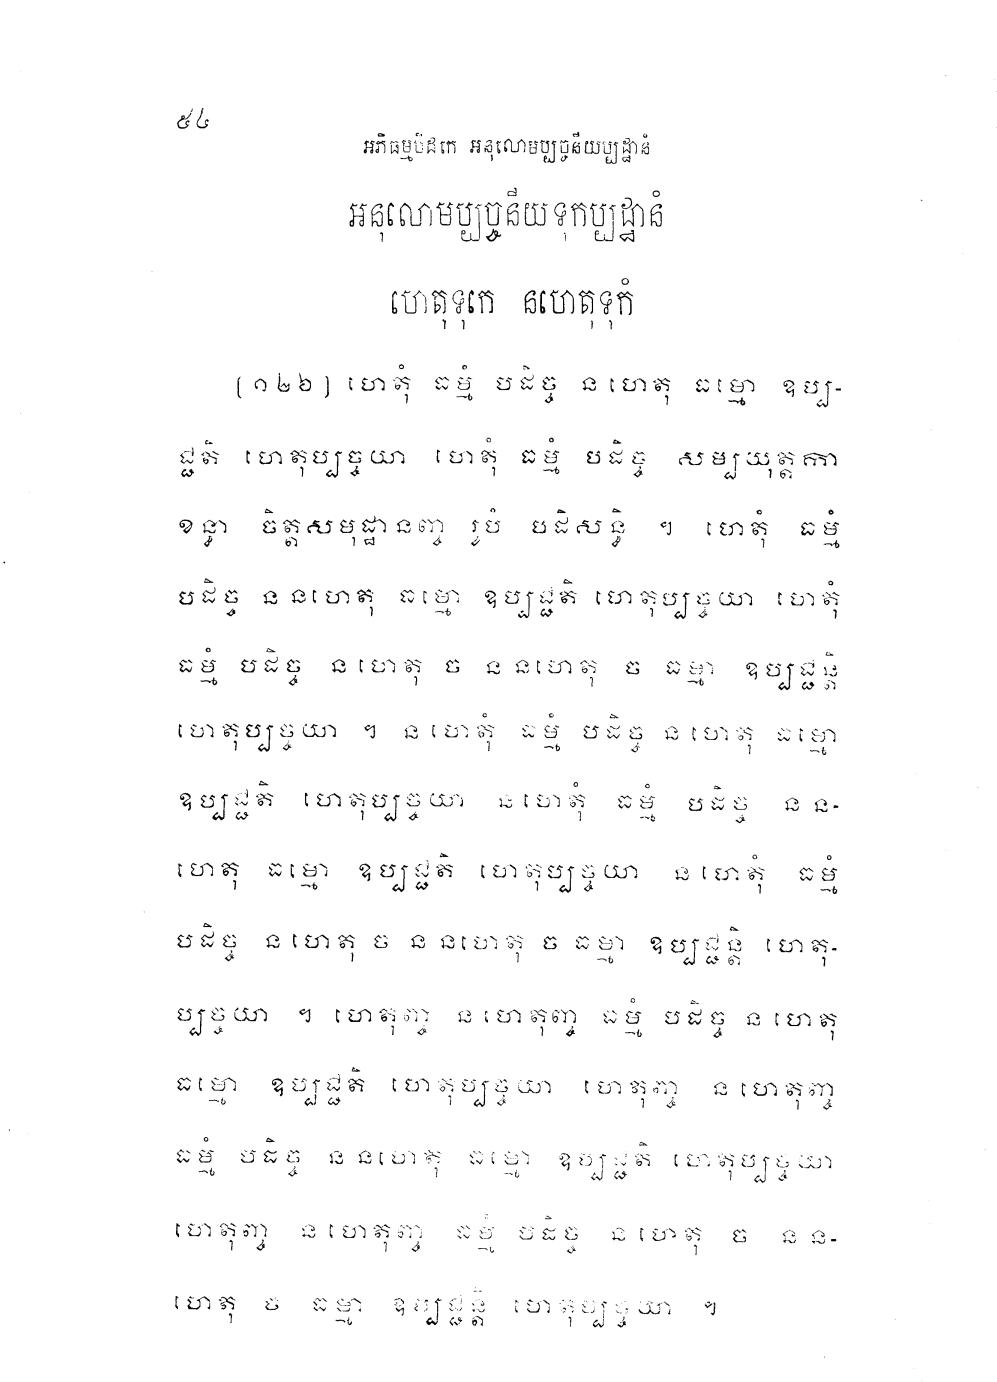 ៥៤
អភិធម្មបិដកេ អនុលោមប្បច្ចនីយប្បដ្ឋានំ
អនុលោមប្បច្ចនីយទុកប្បដ្ឋានំ
ហេតុទុកេ នហេតុទុកំ
[១៤៦] ហេតុំ ធម្មំ បដិច្ច ន ហេតុ ធម្មោ ឧប្ប-
ជ្ជតិ ហេតុប្បច្ចយា ហេតុំ ធម្មំ បដិច្ច សម្បយុត្តកា
ខន្ធា ចិត្តសមុដ្ឋានញ្ច រូបំ បដិសន្ធិ ។ ហេតុំ ធម្មំ
បដិច្ច ន នហេតុ ធម្មោ ឧប្បជ្ជតិ ហេតុប្បច្ចយា ហេតុំ
ធម្មំ បដិច្ច ន ហេតុ ច ន នហេតុ ច ធម្មា ឧប្បជ្ជន្តិ
ហេតុប្បច្ចយា ។ ន ហេតុំ ធម្មំ បដិច្ច ន ហេតុ ធម្មោ
ឧប្បជ្ជតិ ហេតុប្បច្ចយា ន ហេតុំ ធម្មំ បដិច្ច ន ន-
ហេតុ ធម្មោ ឧប្បជ្ជតិ ហេតុប្បច្ចយា ន ហេតុំ ធម្មំ
បដិច្ច ន ហេតុ ច ន នហេតុ ច ធម្មា ឧប្បជ្ជន្តិ ហេតុ-
ប្បច្ចយា ។ ហេតុញ្ច ន ហេតុញ្ច ធម្មំ បដិច្ច ន ហេតុ
ធម្មោ ឧប្បជ្ជតិ ហេតុប្បច្ចយា ហេតុញ្ច ន ហេតុញ្ច
ធម្មំ បដិច្ច ន នហេតុ ធម្មោ ឧប្បជ្ជតិ ហេតុប្បច្ចយា
ហេតុញ្ច ន ហេតុញ្ច ធម្មំ បដិច្ច ន ហេតុ ច ន ន-
ហេតុ ច ធម្មា ឧប្បជ្ជន្តិ ហេតុប្បច្ចយា ។